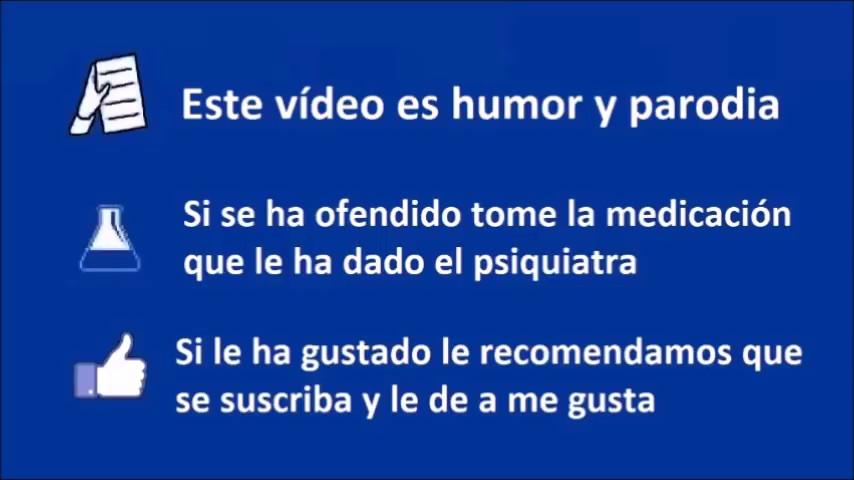 Este vídeo es humor y parodia
Si se ha ofendido tome la medicación
que le ha dado el psiquiatra
Si le ha gustado le recomendamos que
se suscriba y le de a me gusta